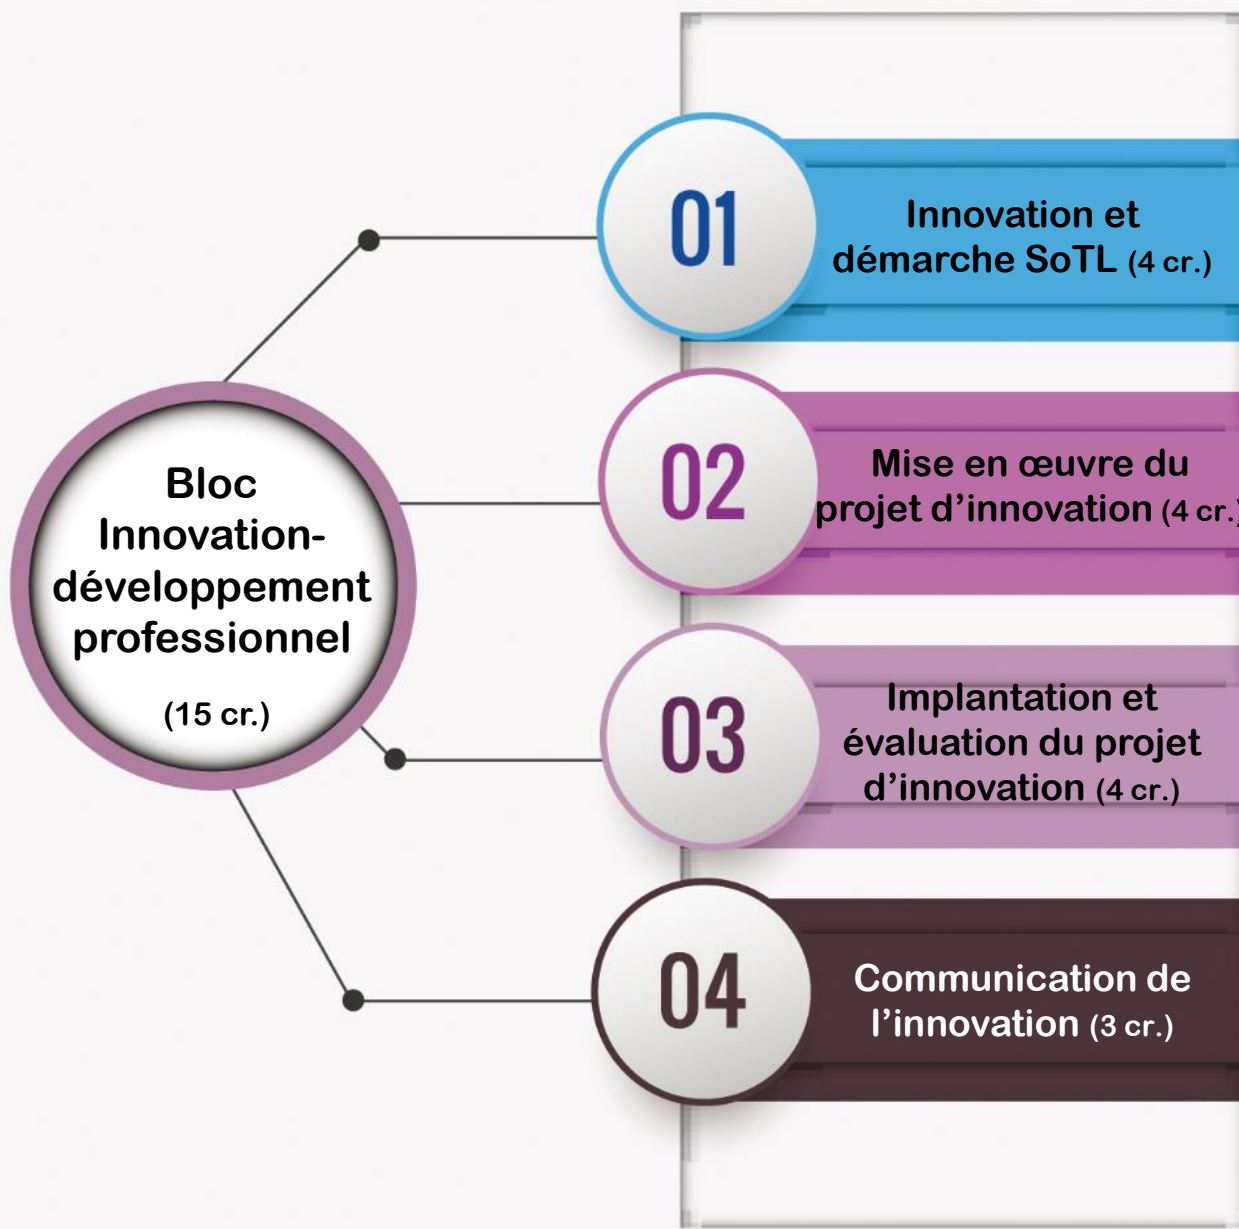 Bloc
Innovation-
développement
professionnel
(15 cr.)
01
Innovation et
démarche SoTL (4 cr.)
02
Mise en œuvre du
projet d’innovation (4 cr.)
03
Implantation et
évaluation du projet
d’innovation (4 cr.)
04
Communication de
l’innovation (3 cr.)